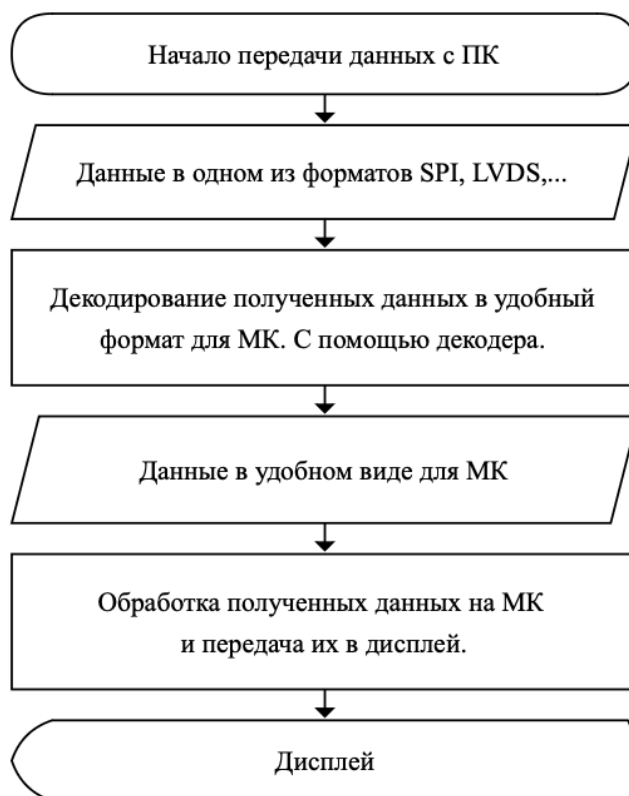 Начало передачи данных с ПК
Данные в одном из форматов SPI, LVDS,...
Декодирование полученных данных в удобный
формат для МК. С помощью декодера.
Данные в удобном виде для МК
Обработка полученных данных на МК
и передача их в дисплей.
Дисплей